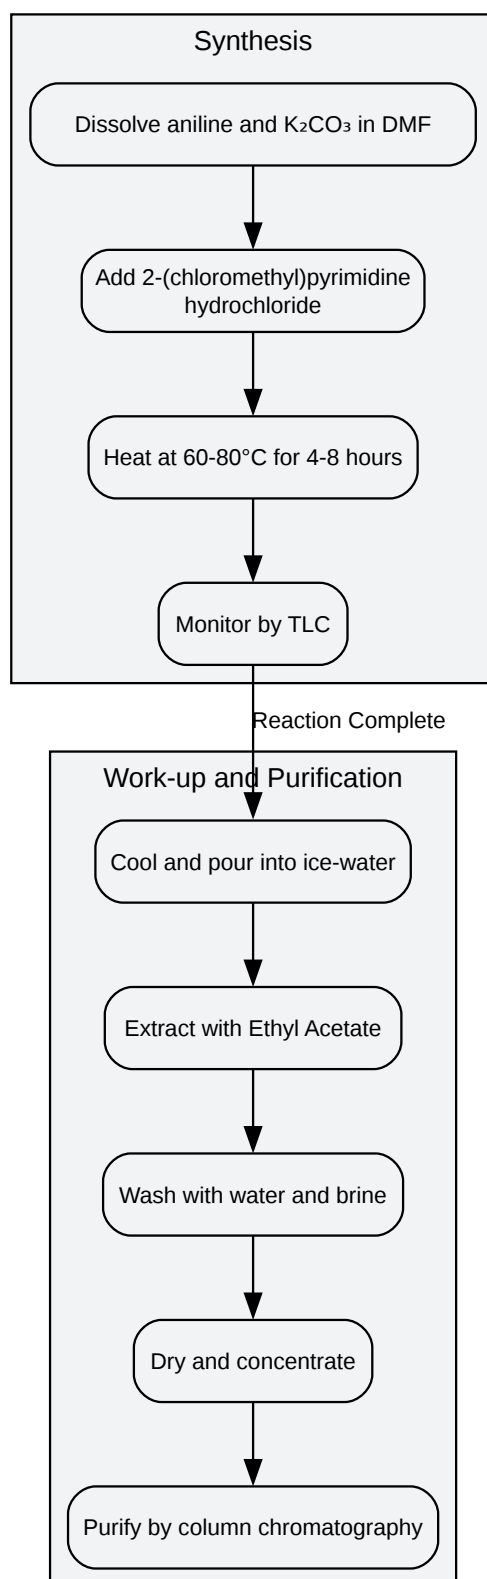 Synthesis
Dissolve aniline and K₂CO₃ in DMF
Add 2-(chloromethyl)pyrimidine
hydrochloride
Heat at 60-80°C for 4-8 hours
Monitor by TLC
Reaction Complete
Work-up and Purification
Cool and pour into ice-water
Extract with Ethyl Acetate
Wash with water and brine
Dry and concentrate
Purify by column chromatography